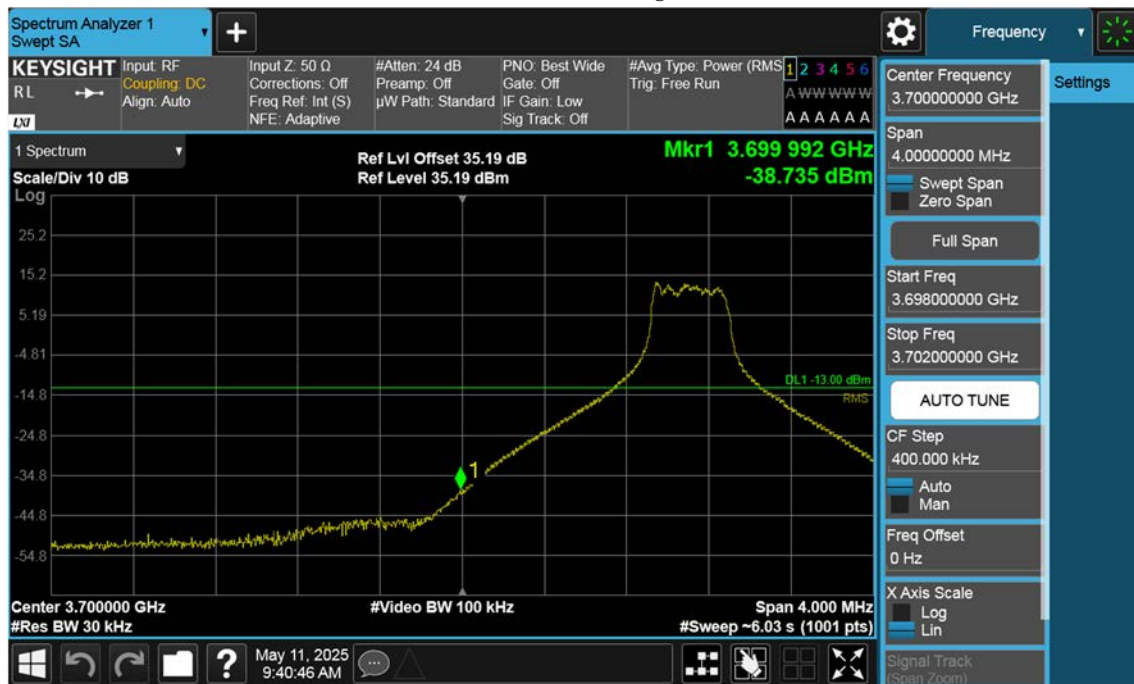 Spectrum Analyzer 1
Swept SA
+
Frequency
KEYSIGHT
RL
LXI
Input: RF
Coupling: DC
Align: Auto
Input Z: 50 Ω
Corrections: Off
Freq Ref: Int (S)
NFE: Adaptive
#Atten: 24 dB
Preamp: Off
µW Path: Standard
PNO: Best Wide
Gate: Off
IF Gain: Low
Sig Track: Off
#Avg Type: Power (RMS
Trig: Free Run
1 2 3 4 5 6
A W W W W W
A A A A A A
1 Spectrum
Scale/Div 10 dB
Ref Lvl Offset 35.19 dB
Ref Level 35.19 dBm
Mkr1 3.699 992 GHz
-38.735 dBm
Log
25.2
15.2
5.19
-4.81
-14.8
-24.8
-34.8
-44.8
-54.8
DL1 -13.00 dBm
RMS
1
Center 3.700000 GHz
#Res BW 30 kHz
#Video BW 100 kHz
Span 4.000 MHz
#Sweep ~6.03 s (1001 pts)
Center Frequency
3.700000000 GHz
Settings
Span
4.00000000 MHz
Swept Span
Zero Span
Full Span
Start Freq
3.698000000 GHz
Stop Freq
3.702000000 GHz
AUTO TUNE
CF Step
400.000 kHz
Auto
Man
Freq Offset
0 Hz
X Axis Scale
Log
Lin
Signal Track
(Span Zoom)
?
May 11, 2025
9:40:46 AM